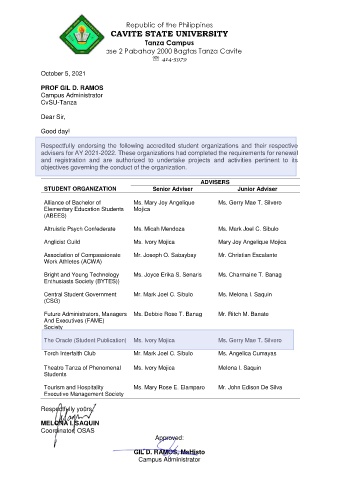 Republic of the Philippines
CAVITE STATE UNIVERSITY
Tanza Campus
ase 2 Pabahay 2000 Bagtas Tanza Cavite
☏ 414-3979
October 5, 2021
PROF GIL D. RAMOS
Campus Administrator
CvSU-Tanza
Dear Sir,
Good day!
Respectfully endorsing the following accredited student organizations and their respective
advisers for AY 2021-2022. These organizations had completed the requirements for renewal
and registration and are authorized to undertake projects and activities pertinent to its
objectives governing the conduct of the organization.
ADVISERS
STUDENT ORGANIZATION Senior Adviser Junior Adviser
Alliance of Bachelor of Ms. Mary Joy Angelique Ms. Gerry Mae T. Silvero
Elementary Education Students Mojica
(ABEES)
Altruistic Psych Confederate Ms. Micah Mendoza Ms. Mark Joel C. Sibulo
Anglicist Guild Ms. Ivory Mojica Mary Joy Angelique Mojica
Association of Compassionate Mr. Joseph O. Sabaybay Mr. Christian Escalante
Work Athletes (ACWA)
Bright and Young Technology Ms. Joyce Erika S. Senaris Ms. Charmaine T. Banag
Enthusiasts Society (BYTES))
Central Student Government Mr. Mark Joel C. Sibulo Ms. Melona I. Saquin
(CSG)
Future Administrators, Managers Ms. Debbie Rose T. Banag Mr. Ritch M. Banate
And Executives (FAME)
Society
The Oracle (Student Publication) Ms. Ivory Mojica Ms. Gerry Mae T. Silvero
Torch Interfaith Club Mr. Mark Joel C. Sibulo Ms. Angelica Cumayas
Theatro Tanza of Phenomenal Ms. Ivory Mojica Melona I. Saquin
Students
Tourism and Hospitality Ms. Mary Rose E. Elamparo Mr. John Edison De Silva
Executive Management Society
Respectfully yours,
MELONA I. SAQUIN
Coordinator, OSAS
Approved:
GIL D. RAMOS,
Campus Administrator